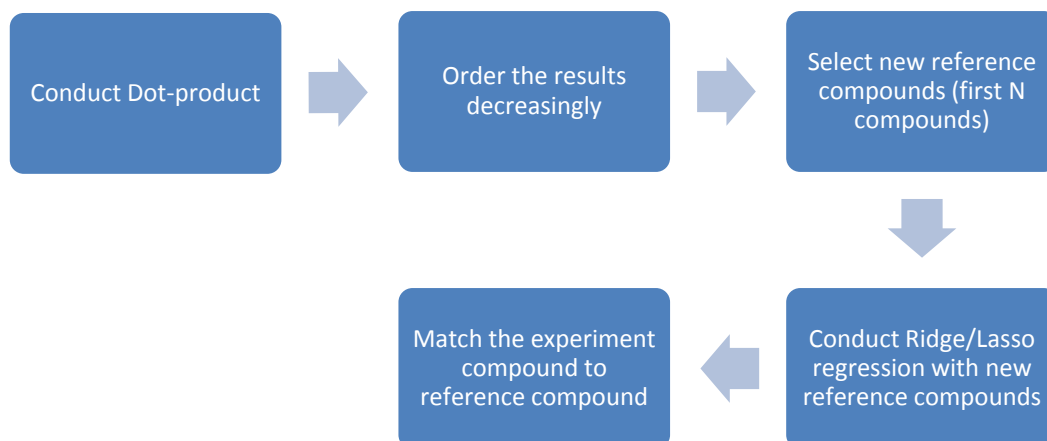 Conduct Dot-product
Order the results
decreasingly
Select new reference
compounds (first N
compounds)
Conduct Ridge/Lasso
regression with new
reference compounds
Match the experiment
compound to
reference compound